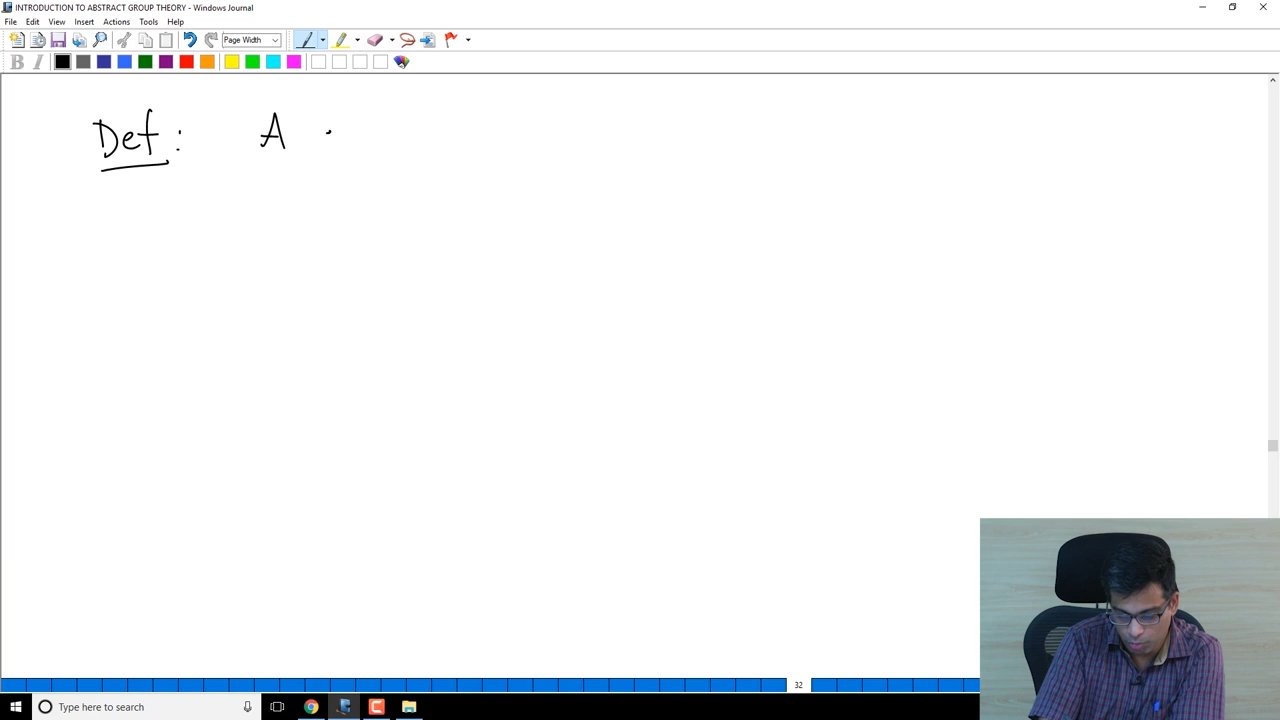 INTRODUCTION TO ABSTRACT GROUP THEORY - Windows Journal
File Edit View Insert Actions Tools Help
Page Width
B I
Def : A
32
Type here to search